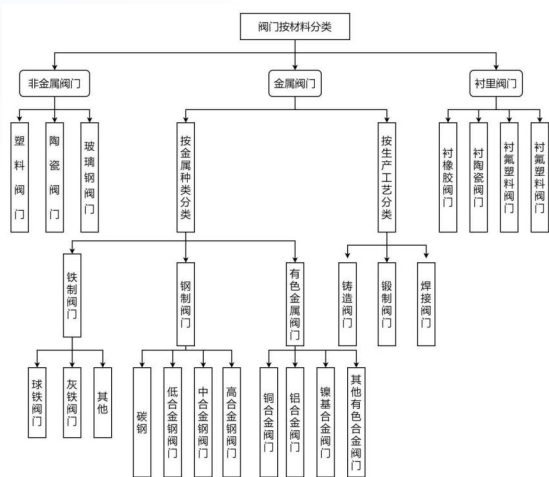 阀门按材料分类
非金属阀门
金属阀门
衬里阀门
塑料阀门
陶瓷阀门
玻璃钢阀门
按金属种类分类
按生产工艺分类
衬橡胶阀门
衬陶瓷阀门
衬氟塑料阀门
衬氟塑料阀门
铁制阀门
钢制阀门
有色金属阀门
铸造阀门
锻制阀门
焊接阀门
球铁阀门
灰铁阀门
其他
碳钢
低合金钢阀门
中合金钢阀门
高合金钢阀门
铜合金阀门
铝合金阀门
镍基合金阀门
其他有色合金阀门